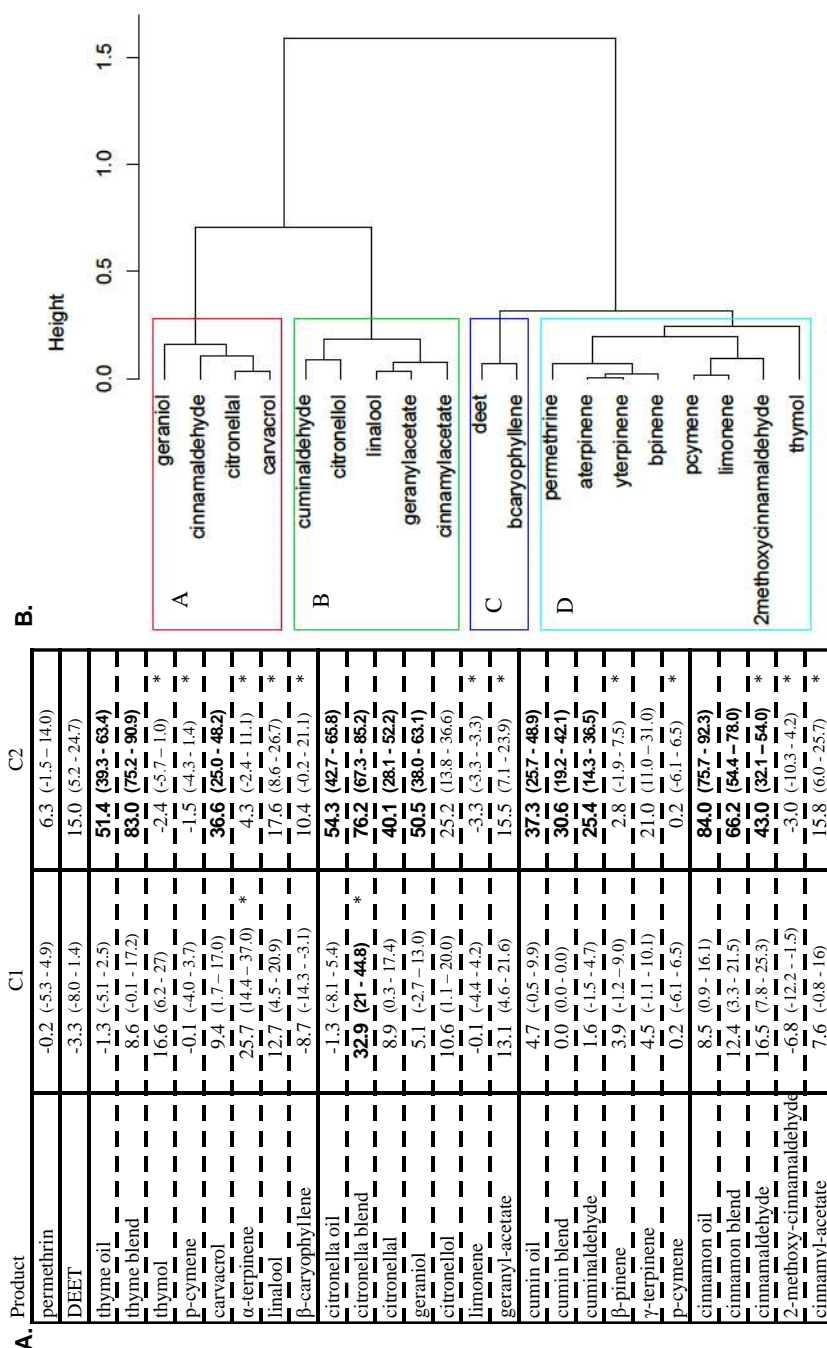 A.
Product C1 C2
permethrin -0.2 (-5.3 - 4.9) 6.3 (-1.5 – 14.0)
DEET -3.3 (-8.0 - 1.4) 15.0 (5.2 - 24.7)
thyme oil -1.3 (-5.1 - 2.5) 51.4 (39.3 - 63.4)
thyme blend 8.6 (-0.1 - 17.2) 83.0 (75.2 - 90.9)
thymol 16.6 (6.2 - 27) -2.4 (-5.7 – 1.0) *
p-cymene -0.1 (-4.0 - 3.7) -1.5 (-4.3 - 1.4) *
carvacrol 9.4 (1.7 – 17.0) 36.6 (25.0 - 48.2)
α-terpinene 25.7 (14.4 – 37.0) * 4.3 (-2.4 - 11.1) *
linalool 12.7 (4.5 - 20.9) 17.6 (8.6 - 26.7) *
β-caryophyllene -8.7 (-14.3 – -3.1) 10.4 (-0.2 - 21.1) *
citronella oil -1.3 (-8.1 - 5.4) 54.3 (42.7 - 65.8)
citronella blend 32.9 (21 - 44.8) * 76.2 (67.3 - 85.2)
citronellal 8.9 (0.3 - 17.4) 40.1 (28.1 - 52.2)
geraniol 5.1 (-2.7 – 13.0) 50.5 (38.0 - 63.1)
citronellol 10.6 (1.1 – 20.0) 25.2 (13.8 - 36.6)
limonene -0.1 (-4.4 - 4.2) -3.3 (-3.3 - -3.3) *
geranyl-acetate 13.1 (4.6 - 21.6) 15.5 (7.1 - 23.9) *
cumin oil 4.7 (-0.5 - 9.9) 37.3 (25.7 - 48.9)
cumin blend 0.0 (0.0 - 0.0) 30.6 (19.2 - 42.1)
cuminaldehyde 1.6 (-1.5 - 4.7) 25.4 (14.3 - 36.5)
β-pinene 3.9 (-1.2 – 9.0) 2.8 (-1.9 - 7.5) *
γ-terpinene 4.5 (-1.1 - 10.1) 21.0 (11.0 – 31.0)
p-cymene 0.2 (-6.1 - 6.5) 0.2 (-6.1 - 6.5) *
cinnamon oil 8.5 (0.9 - 16.1) 84.0 (75.7 - 92.3)
cinnamon blend 12.4 (3.3 - 21.5) 66.2 (54.4 – 78.0)
cinnamaldehyde 16.5 (7.8 - 25.3) 43.0 (32.1 – 54.0) *
2-methoxy-cinnamaldehyde -6.8 (-12.2 – -1.5) -3.0 (-10.3 - 4.2) *
cinnamyl-acetate 7.6 (-0.8 - 16) 15.8 (6.0 - 25.7) *
B.
Height
0.0 0.5 1.0 1.5
A
geraniol
cinnamaldehyde
citronellal
carvacrol
B
cuminaldehyde
citronellol
linalool
geranylacetate
cinnamylacetate
C
deet
bcaryophyllene
D
permethrine
aterpinene
yterpinene
bpinene
pcymene
limonene
2methoxycinnamaldehyde
thymol